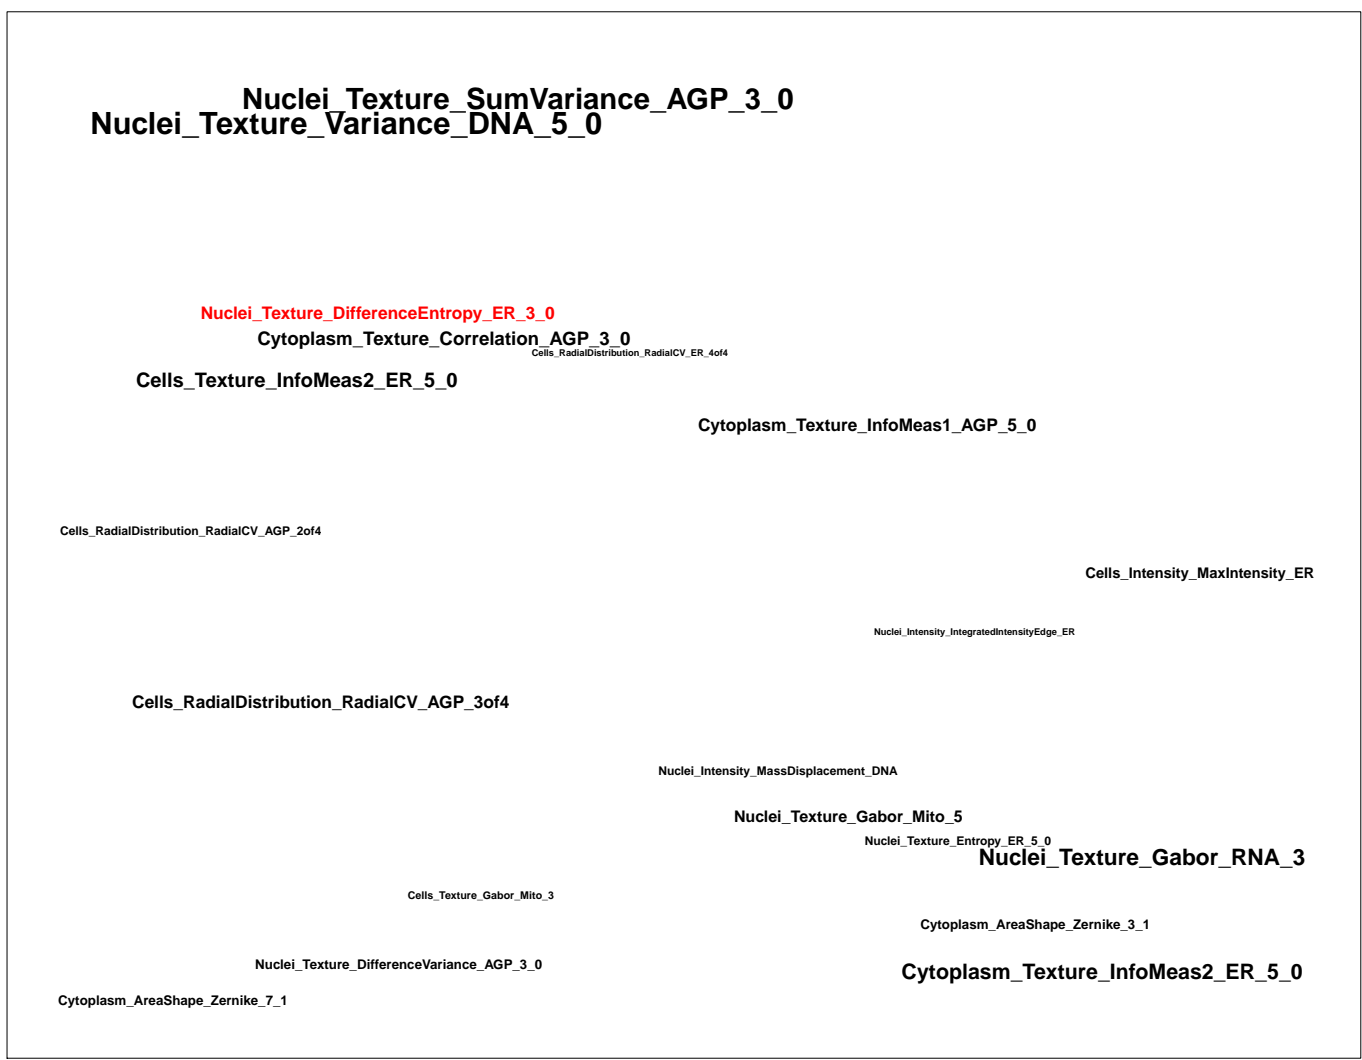 Nuclei_Texture_SumVariance_AGP_3_0
Nuclei_Texture_Variance_DNA_5_0
Nuclei_Texture_DifferenceEntropy_ER_3_0
Cytoplasm_Texture_Correlation_AGP_3_0
Cells_RadialDistribution_RadialCV_ER_4of4
Cells_Texture_InfoMeas2_ER_5_0
Cytoplasm_Texture_InfoMeas1_AGP_5_0
Cells_RadialDistribution_RadialCV_AGP_2of4
Cells_Intensity_MaxIntensity_ER
Nuclei_Intensity_IntegratedIntensityEdge_ER
Cells_RadialDistribution_RadialCV_AGP_3of4
Nuclei_Intensity_MassDisplacement_DNA
Nuclei_Texture_Gabor_Mito_5
Nuclei_Texture_Entropy_ER_5_0
Nuclei_Texture_Gabor_RNA_3
Cells_Texture_Gabor_Mito_3
Cytoplasm_AreaShape_Zernike_3_1
Nuclei_Texture_DifferenceVariance_AGP_3_0
Cytoplasm_Texture_InfoMeas2_ER_5_0
Cytoplasm_AreaShape_Zernike_7_1